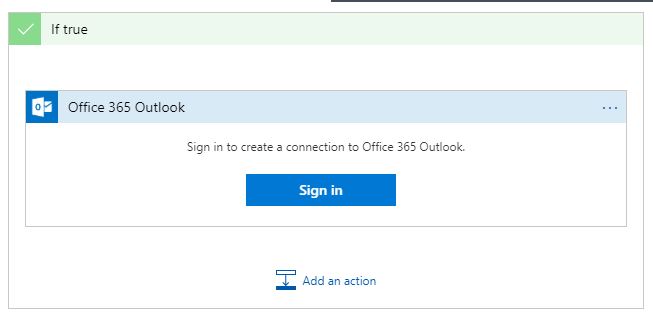 If true
Office 365 Outlook
Sign in to create a connection to Office 365 Outlook.
Sign in
Add an action